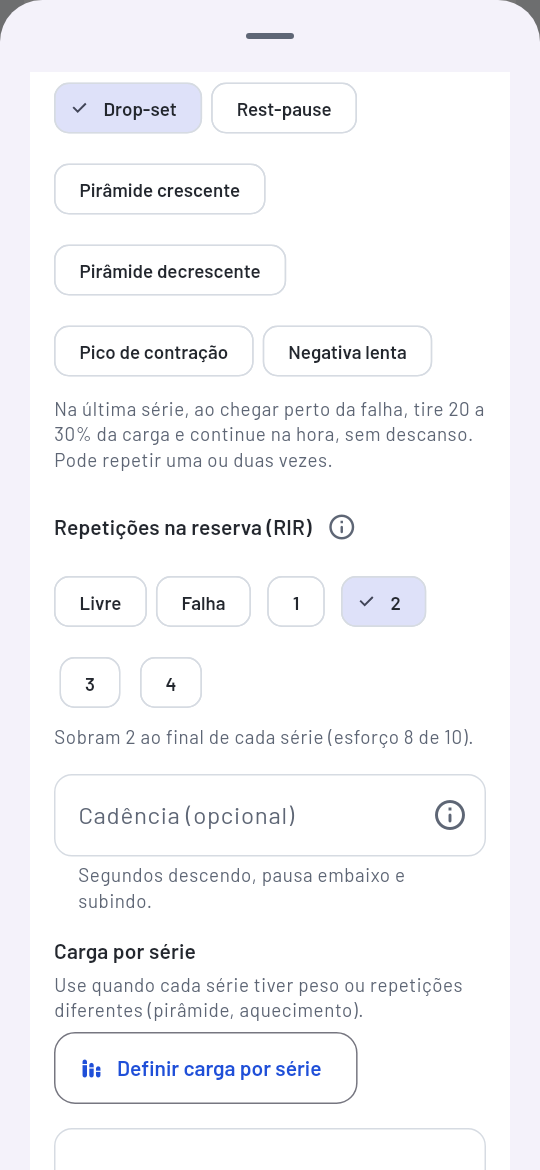 Drop-set
Rest-pause
Pirâmide crescente
Pirâmide decrescente
Pico de contração
Negativa lenta
Na última série, ao chegar perto da falha, tire 20 a
30% da carga e continue na hora, sem descanso.
Pode repetir uma ou duas vezes.
Repetições na reserva (RIR)
Livre
Falha
1
2
3
4
Sobram 2 ao final de cada série (esforço 8 de 10).
Cadência (opcional)
Segundos descendo, pausa embaixo e
subindo.
Carga por série
Use quando cada série tiver peso ou repetições
diferentes (pirâmide, aquecimento).
Definir carga por série